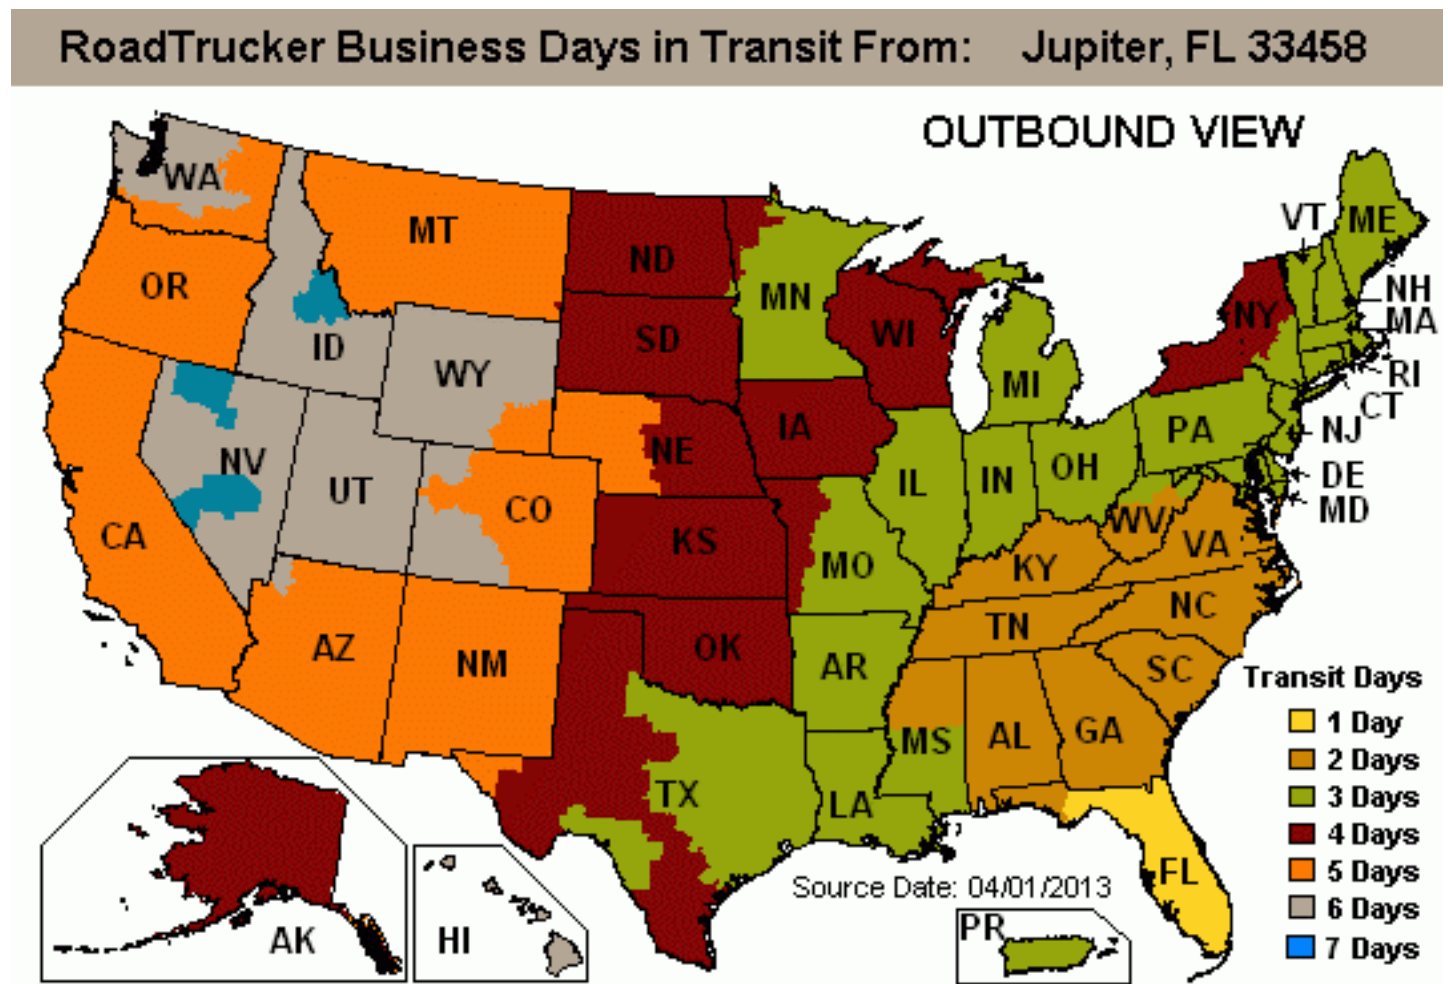 RoadTrucker Business Days in Transit From: Jupiter, FL 33458
OUTBOUND VIEW
WA
MT
ND
MN
VT
ME
OR
ID
WY
SD
WI
MI
NY
NH
MA
RI
CT
NV
UT
CO
NE
IA
IL
IN
OH
PA
NJ
DE
MD
CA
KS
MO
KY
WV
VA
AZ
NM
OK
AR
TN
NC
SC
TX
LA
MS
AL
GA
FL
Transit Days
1 Day
2 Days
3 Days
4 Days
5 Days
6 Days
7 Days
Source Date: 04/01/2013
AK
HI
PR